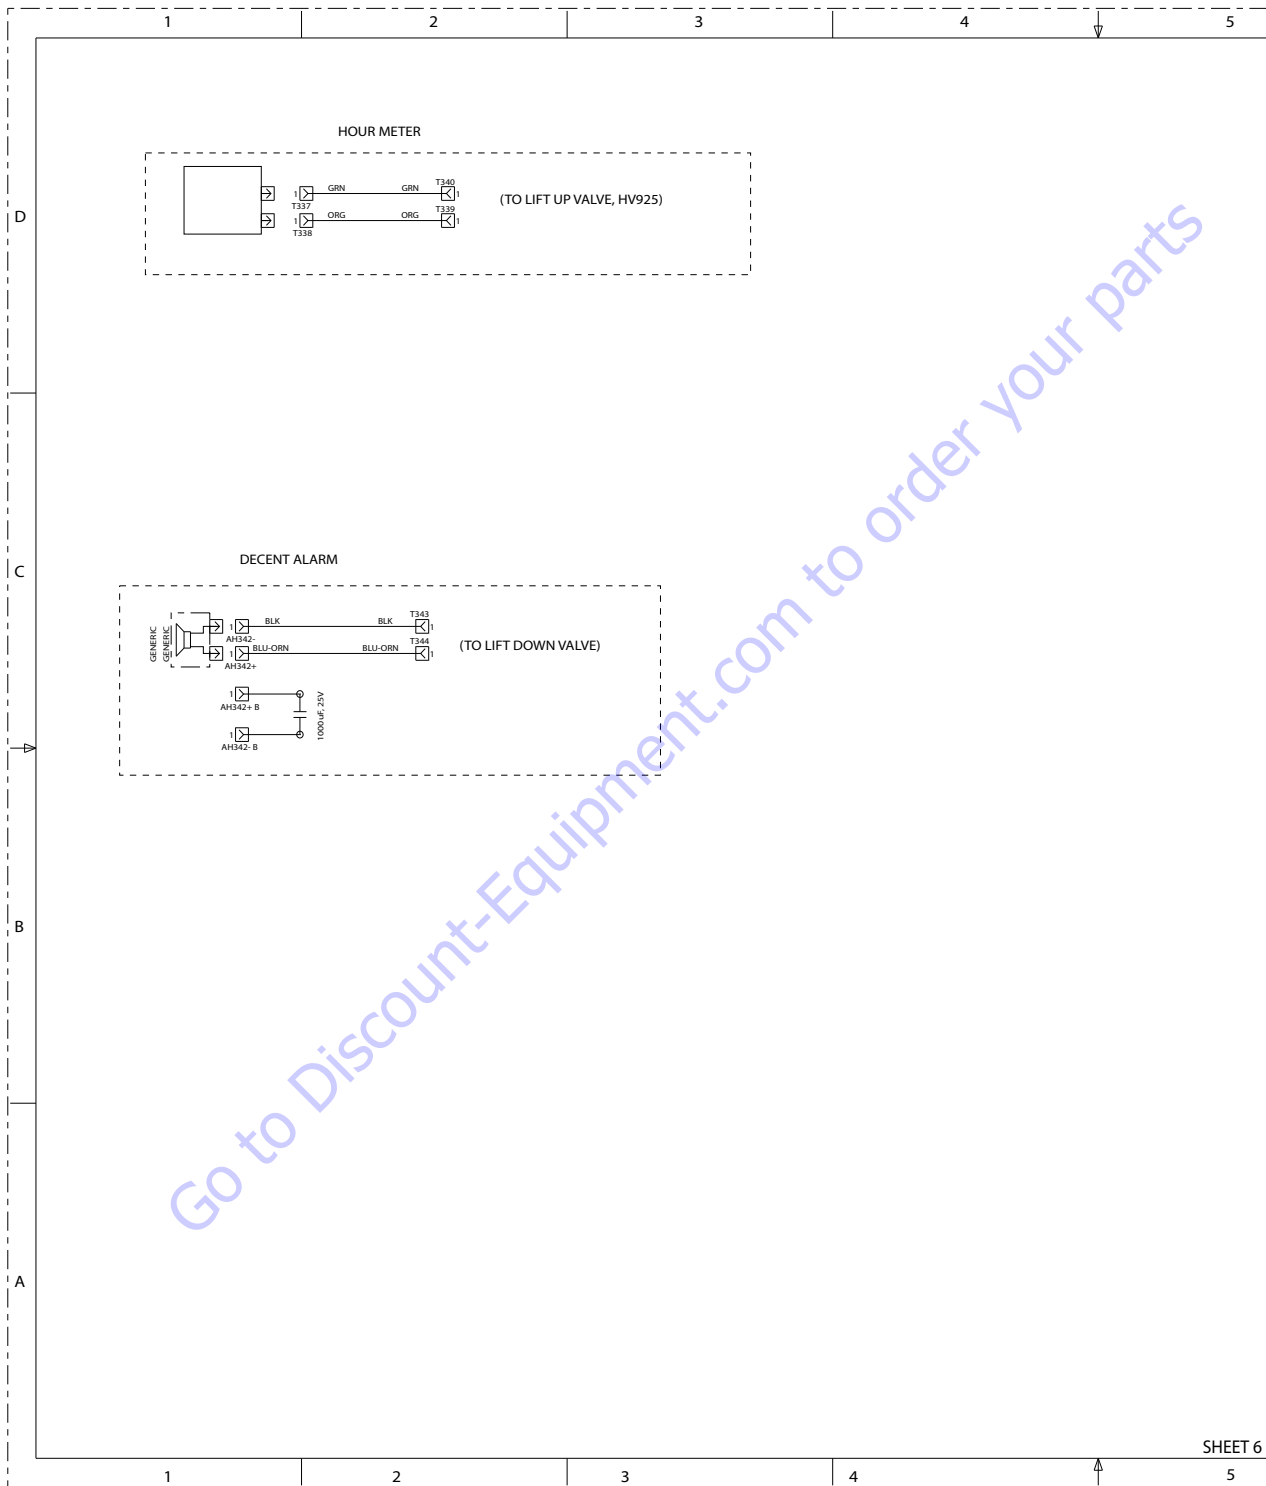 1 2 3 4 5
HOUR METER
D
1 GRN GRN T340 1
T337
(TO LIFT UP VALVE, HV925)
1 ORG ORG T339 1
T338
C
DECENT ALARM
GENERIC
GENERIC
1 BLK BLK T343 1
AH342-
(TO LIFT DOWN VALVE)
1 BLU-ORN BLU-ORN T344 1
AH342+
1
AH342+ B
1000uF, 25V
1
AH342- B
B
Go to Discount-Equipment.com to order your parts
A
SHEET 6
1 2 3 4 5